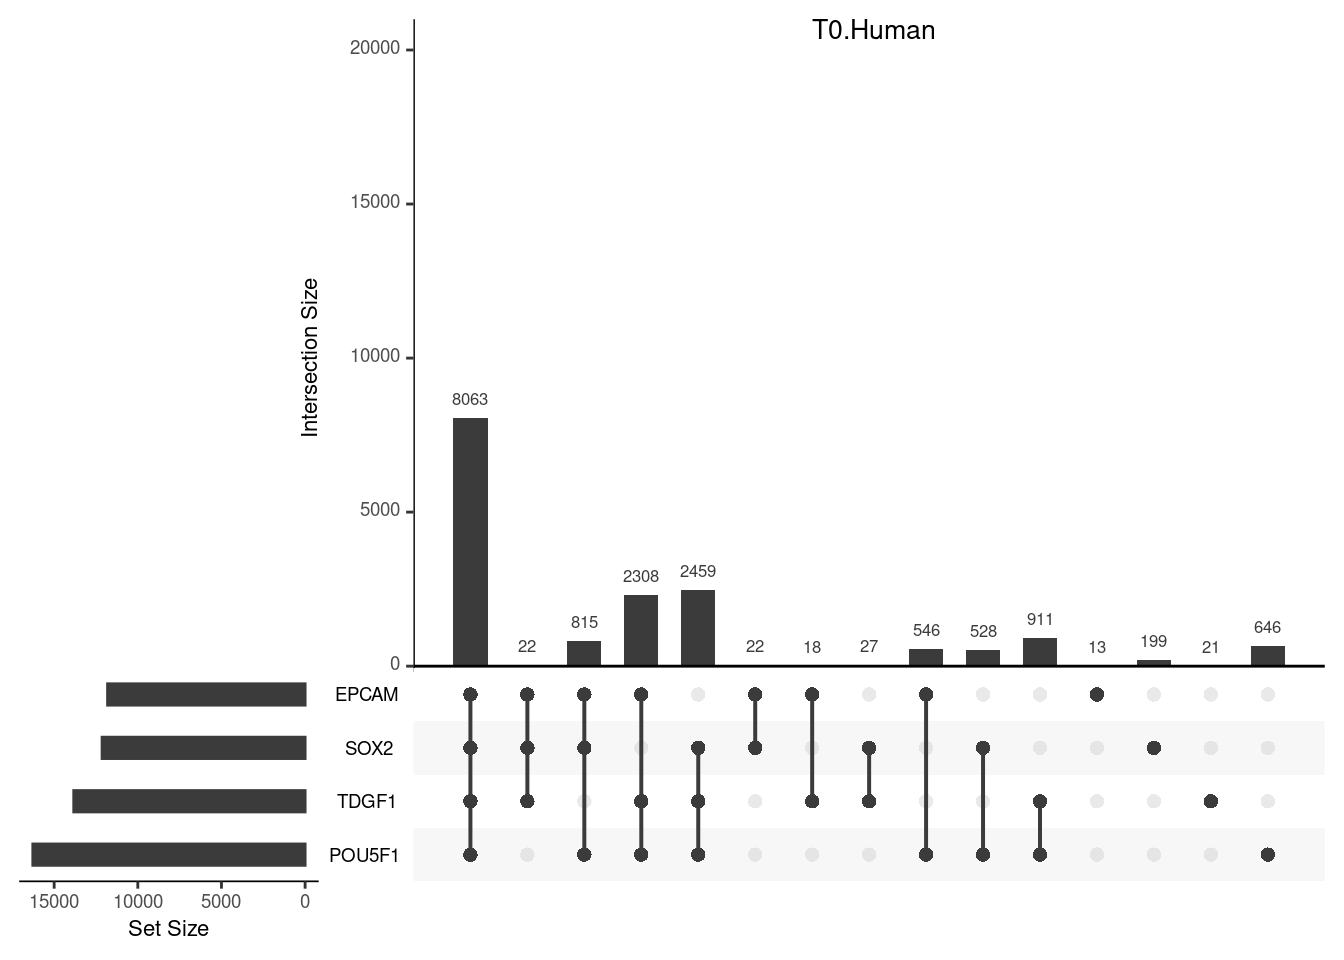 T0.Human
20000
15000
10000
5000
0
Intersection Size
8063
22
815
2308
2459
22
18
27
546
528
911
13
199
21
646
EPCAM
SOX2
TDGF1
POU5F1
15000 10000 5000 0
Set Size